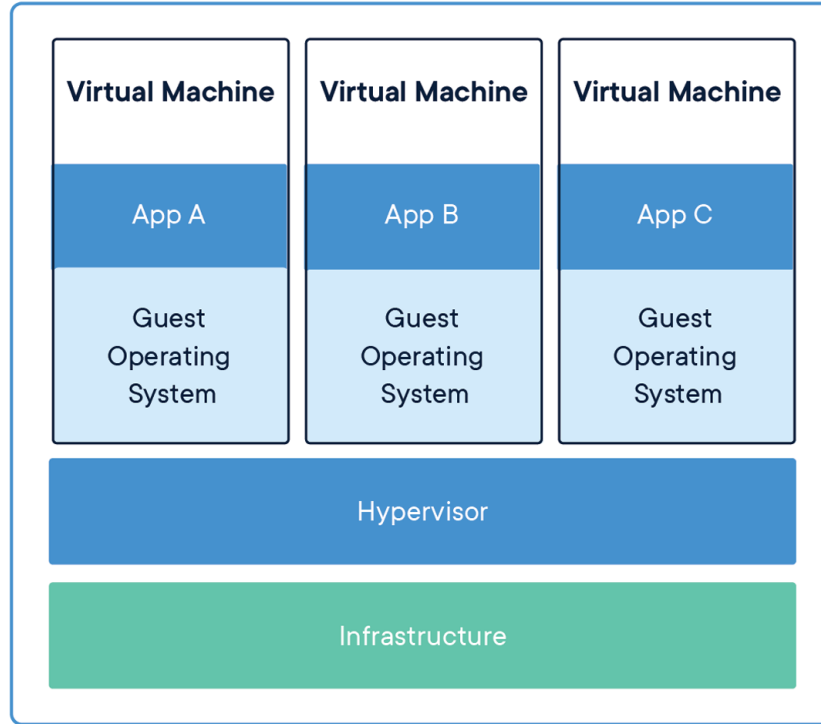 Virtual Machine
Virtual Machine
Virtual Machine
App A
App B
App C
Guest
Operating
System
Guest
Operating
System
Guest
Operating
System
Hypervisor
Infrastructure